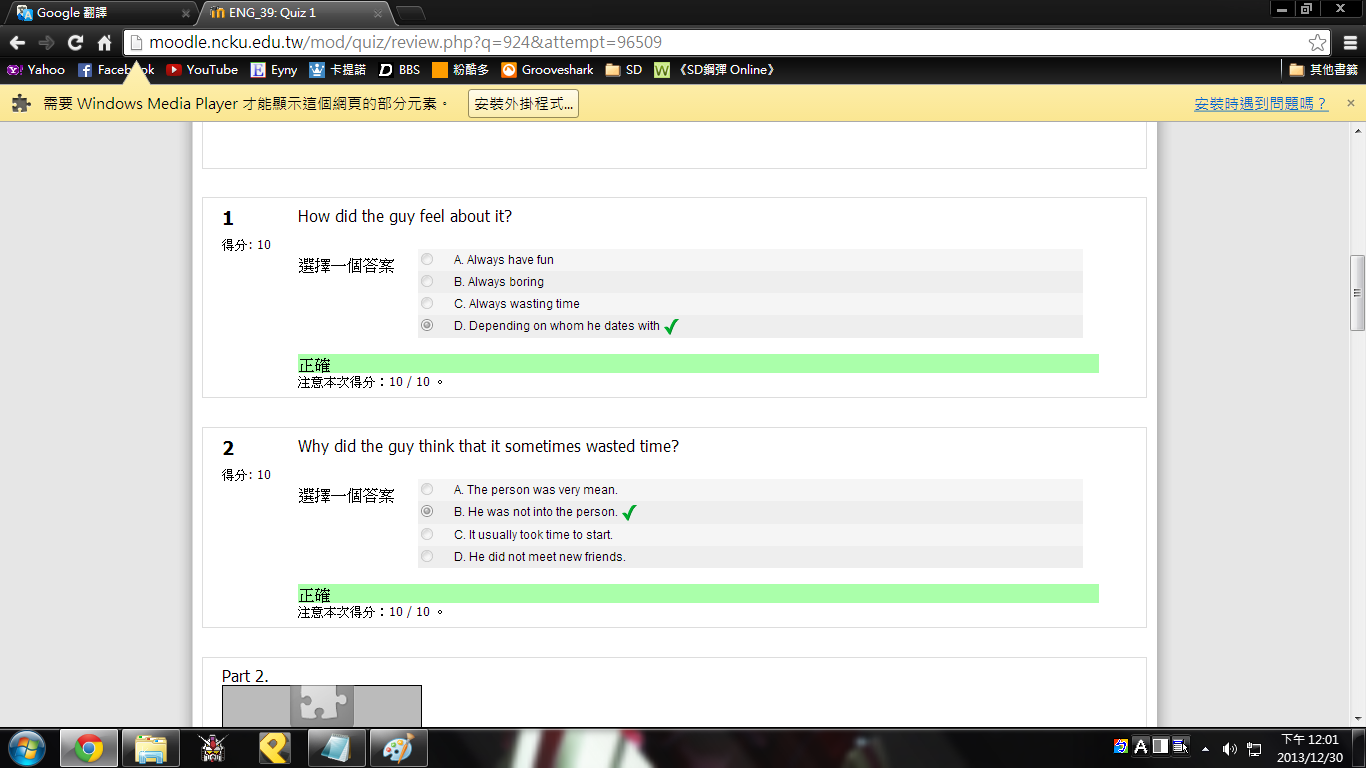 Google 翻譯
ENG_39: Quiz 1
moodle.ncku.edu.tw/mod/quiz/review.php?q=924&attempt=96509
Yahoo Facebook YouTube Eyny 卡提諾 BBS 粉酷多 Grooveshark SD 《SD鋼彈 Online》 其他書籤
需要 Windows Media Player 才能顯示這個網頁的部分元素。 安裝外掛程式... 安裝時遇到問題嗎？
1
How did the guy feel about it?
得分: 10
選擇一個答案
A. Always have fun
B. Always boring
C. Always wasting time
D. Depending on whom he dates with
正確
注意本次得分：10 / 10 。
2
Why did the guy think that it sometimes wasted time?
得分: 10
選擇一個答案
A. The person was very mean.
B. He was not into the person.
C. It usually took time to start.
D. He did not meet new friends.
正確
注意本次得分：10 / 10 。
Part 2.
下午 12:01
2013/12/30